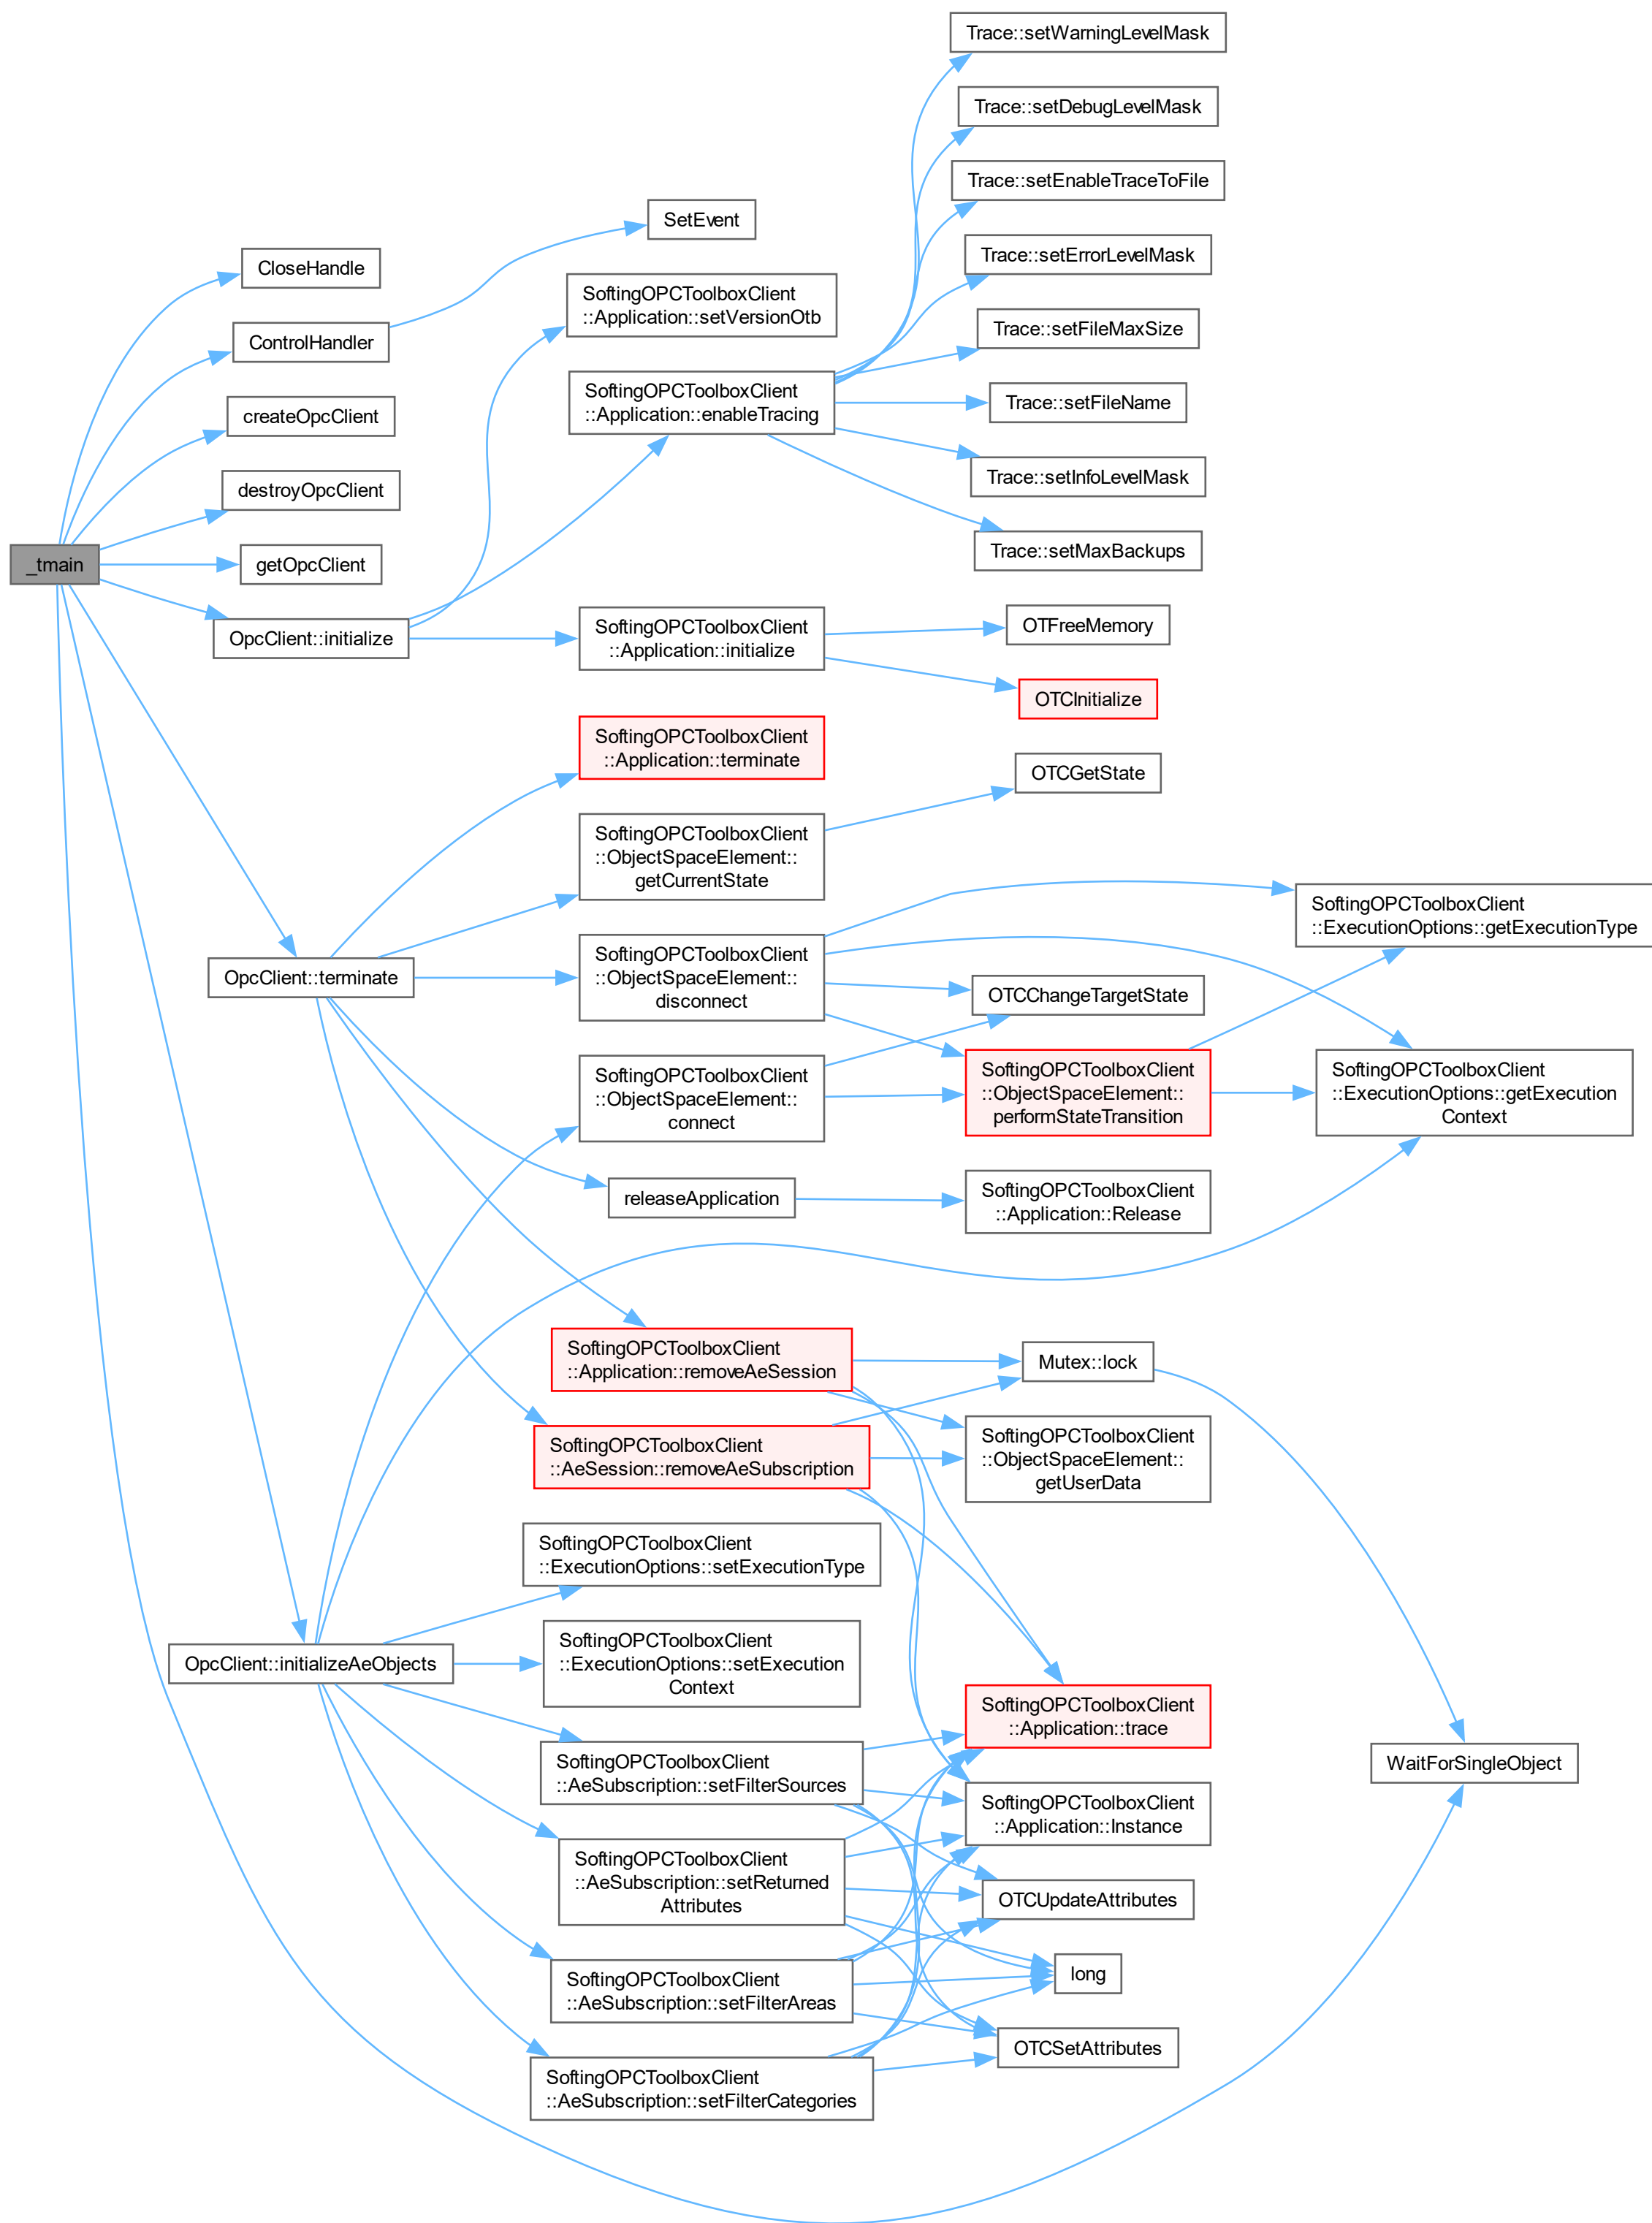 Trace::setWarningLevelMask
Trace::setDebugLevelMask
Trace::setEnableTraceToFile
SetEvent
Trace::setErrorLevelMask
CloseHandle
SoftingOPCToolboxClient
::Application::setVersionOtb
Trace::setFileMaxSize
ControlHandler
SoftingOPCToolboxClient
::Application::enableTracing
Trace::setFileName
createOpcClient
Trace::setInfoLevelMask
destroyOpcClient
Trace::setMaxBackups
_tmain
getOpcClient
OpcClient::initialize
SoftingOPCToolboxClient
::Application::initialize
OTFreeMemory
OTCInitialize
SoftingOPCToolboxClient
::Application::terminate
OTCGetState
SoftingOPCToolboxClient
::ObjectSpaceElement::
getCurrentState
SoftingOPCToolboxClient
::ExecutionOptions::getExecutionType
OpcClient::terminate
SoftingOPCToolboxClient
::ObjectSpaceElement::
disconnect
OTCChangeTargetState
SoftingOPCToolboxClient
::ObjectSpaceElement::
connect
SoftingOPCToolboxClient
::ObjectSpaceElement::
performStateTransition
SoftingOPCToolboxClient
::ExecutionOptions::getExecution
Context
releaseApplication
SoftingOPCToolboxClient
::Application::Release
SoftingOPCToolboxClient
::Application::removeAeSession
Mutex::lock
SoftingOPCToolboxClient
::AeSession::removeAeSubscription
SoftingOPCToolboxClient
::ObjectSpaceElement::
getUserData
SoftingOPCToolboxClient
::ExecutionOptions::setExecutionType
OpcClient::initializeAeObjects
SoftingOPCToolboxClient
::ExecutionOptions::setExecution
Context
SoftingOPCToolboxClient
::Application::trace
SoftingOPCToolboxClient
::AeSubscription::setFilterSources
WaitForSingleObject
SoftingOPCToolboxClient
::Application::Instance
SoftingOPCToolboxClient
::AeSubscription::setReturned
Attributes
OTCUpdateAttributes
SoftingOPCToolboxClient
::AeSubscription::setFilterAreas
long
OTCSetAttributes
SoftingOPCToolboxClient
::AeSubscription::setFilterCategories